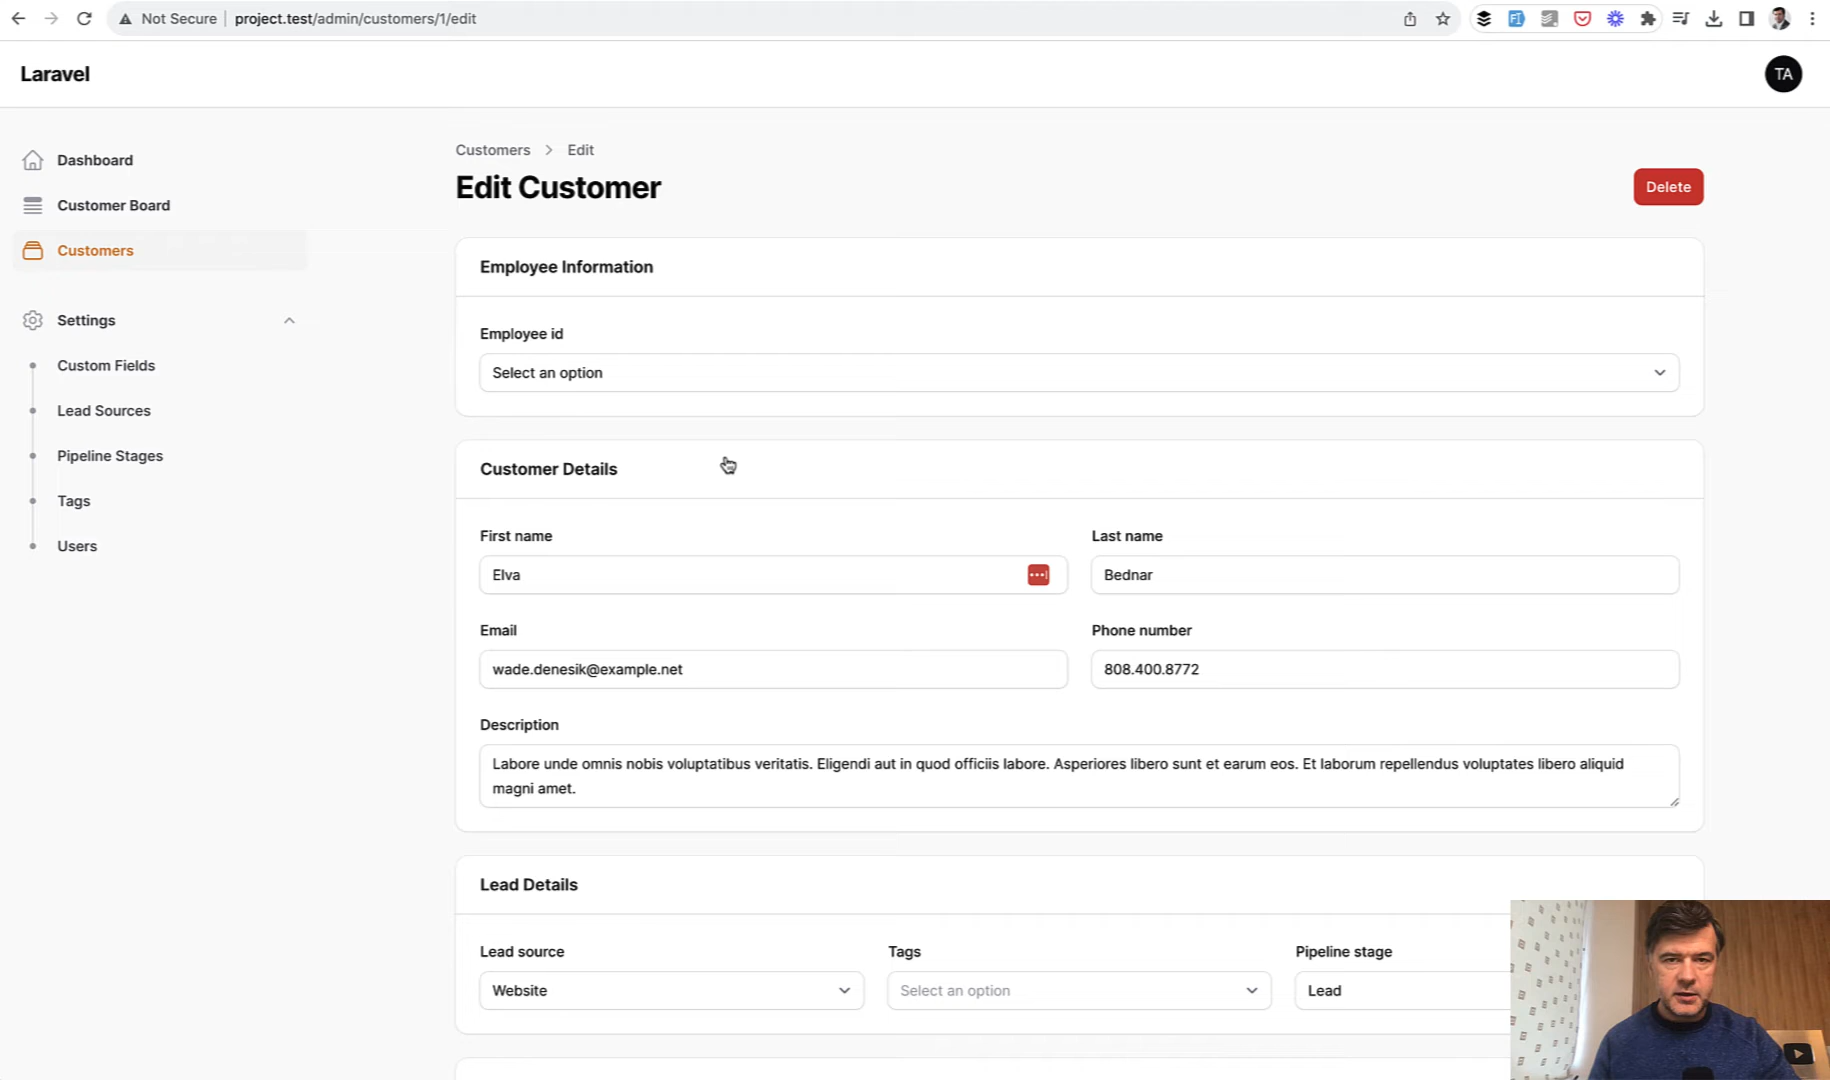 Not Secure | project.test/admin/customers/1/edit
Laravel
TA
Dashboard
Customer Board
Customers
Settings
Custom Fields
Lead Sources
Pipeline Stages
Tags
Users
Customers > Edit
Edit Customer
Delete
Employee Information
Employee id
Select an option
Customer Details
First name
Last name
Elva
Bednar
Email
Phone number
wade.denesik@example.net
808.400.8772
Description
Labore unde omnis nobis voluptatibus veritatis. Eligendi aut in quod officiis labore. Asperiores libero sunt et earum eos. Et laborum repellendus voluptates libero aliquid
magni amet.
Lead Details
Lead source
Tags
Pipeline stage
Website
Select an option
Lead